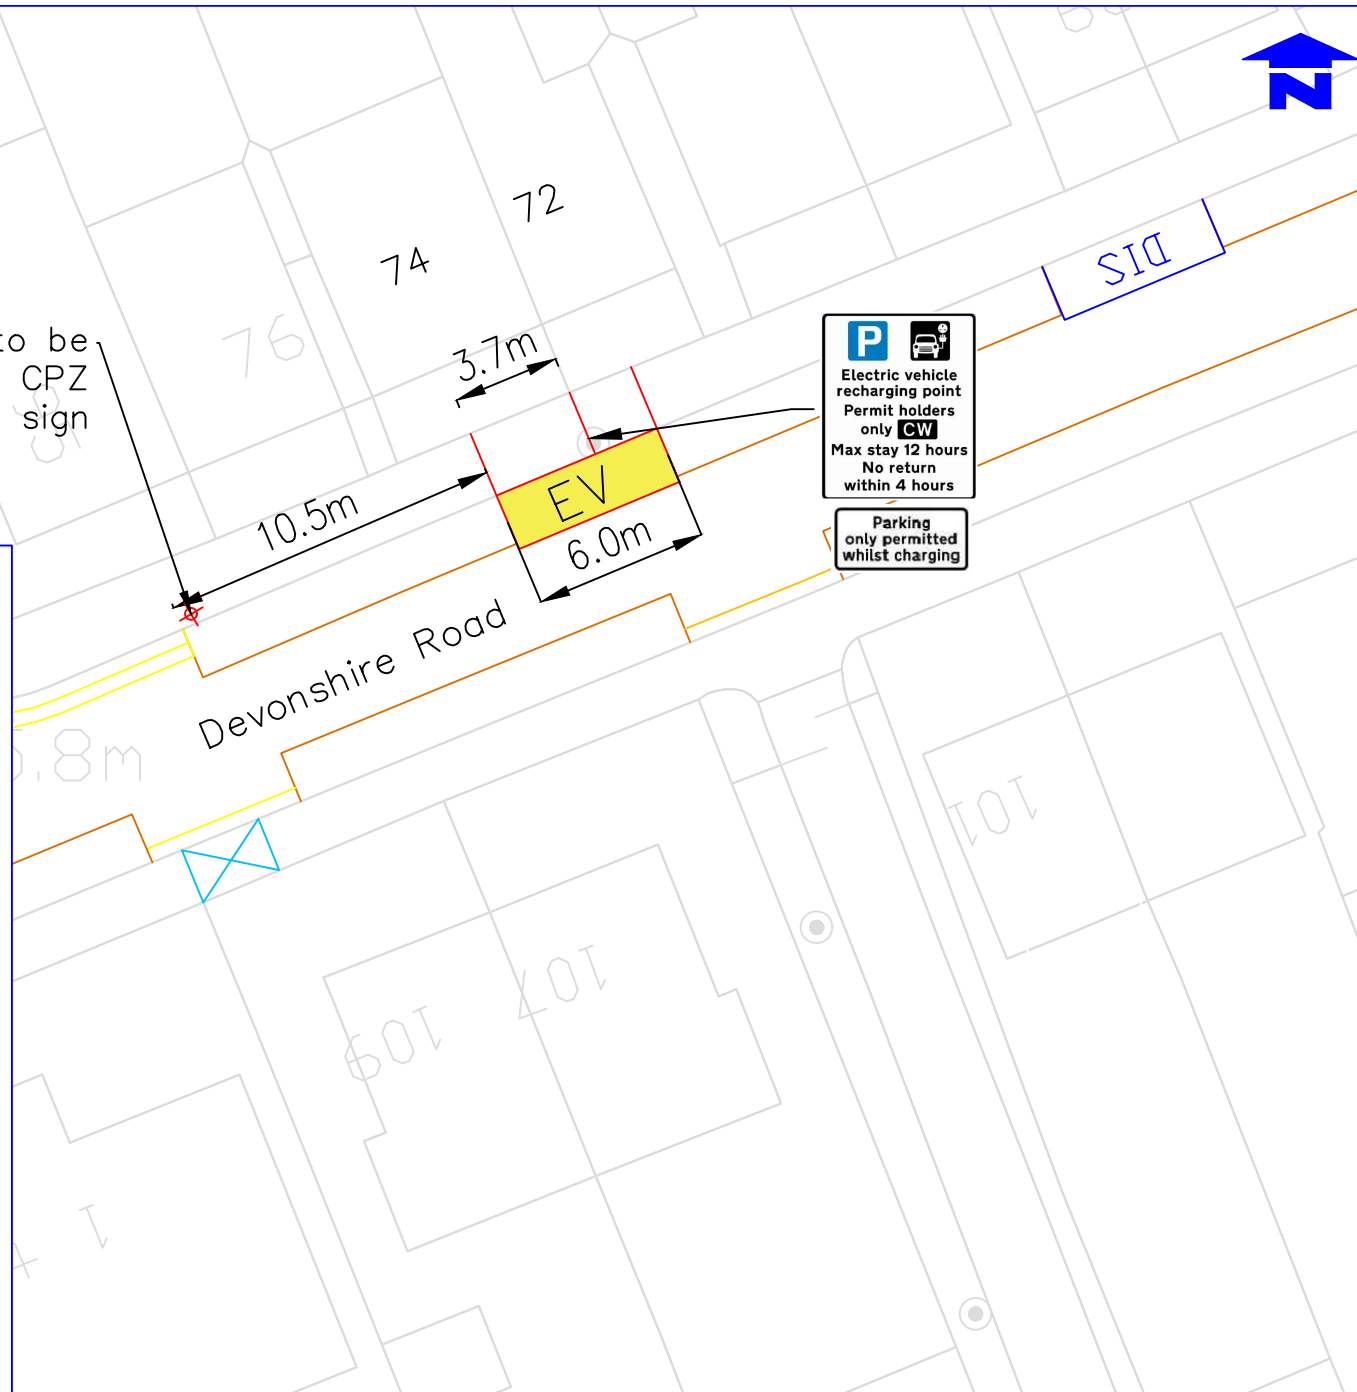 N
72
74
76
to be
CPZ
sign
3.7m
10.5m
EV
6.0m
DIS
P
Electric vehicle
recharging point
Permit holders
only CW
Max stay 12 hours
No return
within 4 hours
Parking
only permitted
whilst charging
Devonshire Road
.8m
101
107
109